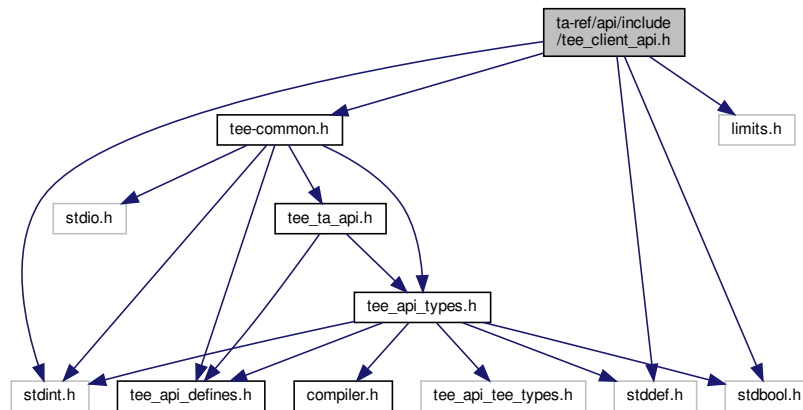 ta-ref/api/include
/tee_client_api.h
tee-common.h
limits.h
stdio.h
tee_ta_api.h
tee_api_types.h
stdint.h
tee_api_defines.h
compiler.h
tee_api_tee_types.h
stddef.h
stdbool.h